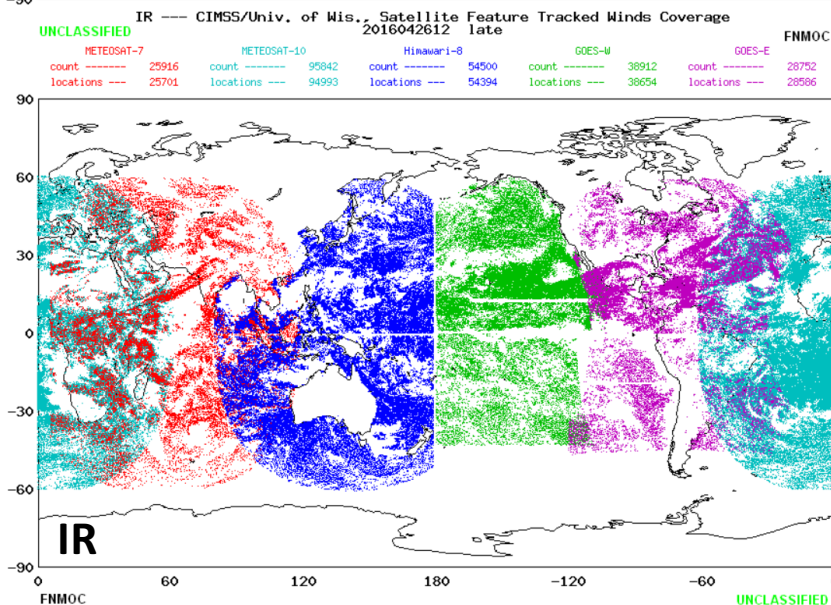 -90
IR --- CIMSS/Univ. of Wis., Satellite Feature Tracked Winds Coverage
UNCLASSIFIED 2016042612 late FNMOC
METEOSAT-7 METEOSAT-10 Himawari-8 GOES-W GOES-E
count ------- 25916 count ------- 95842 count ------- 54500 count ------- 38912 count ------- 28752
locations --- 25701 locations --- 94993 locations --- 54394 locations --- 38654 locations --- 28586
90
60
30
0
-30
-60
IR
-90
0 60 120 180 -120 -60
FNMOC UNCLASSIFIED